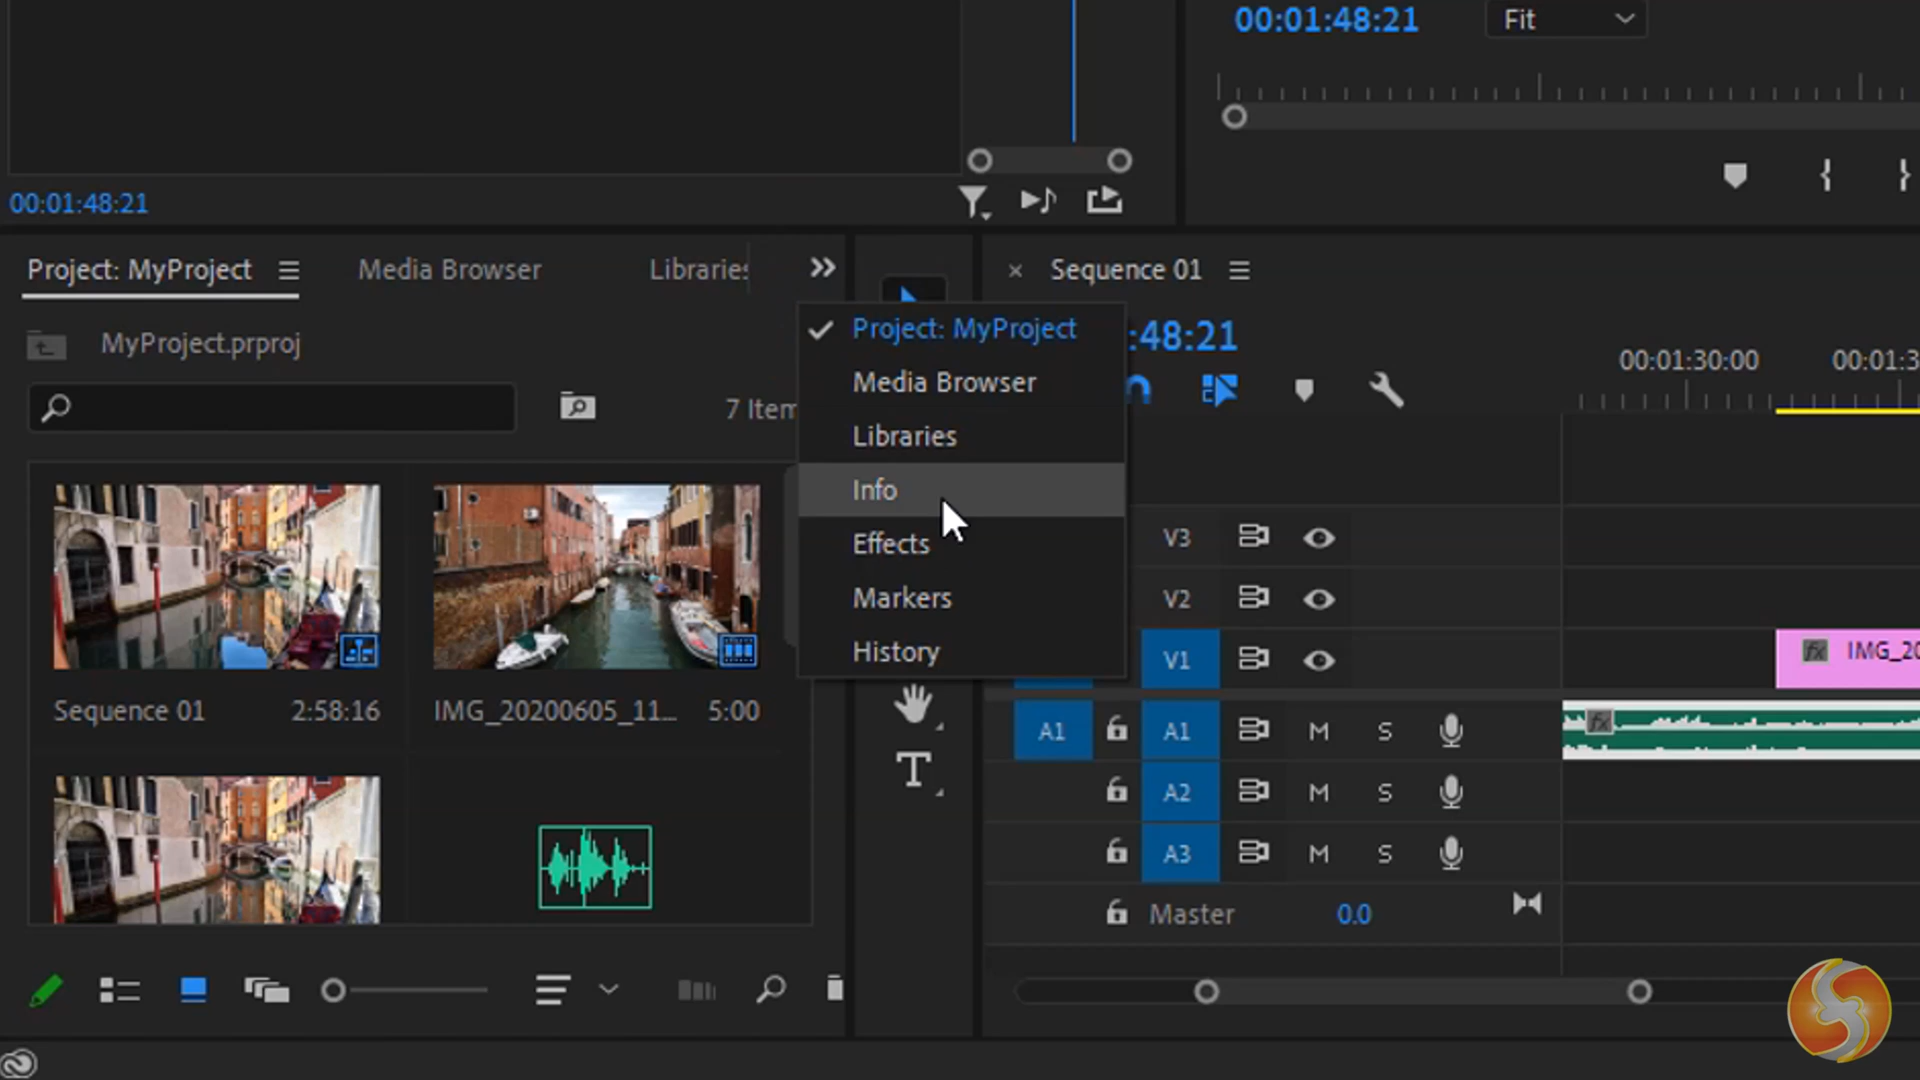 00:01:48:21
Fit
00:01:48:21
Project: MyProject
Media Browser
Libraries
MyProject.prproj
7 Item
Project: MyProject
Media Browser
Libraries
Info
Effects
Markers
History
Sequence 01
:48:21
00:01:30:00
00:01:3
Sequence 01
2:58:16
IMG_20200605_11...
5:00
V3
V2
V1
fx IMG_20
A1
A1
M
S
fx
A2
M
S
A3
M
S
Master
0.0
T